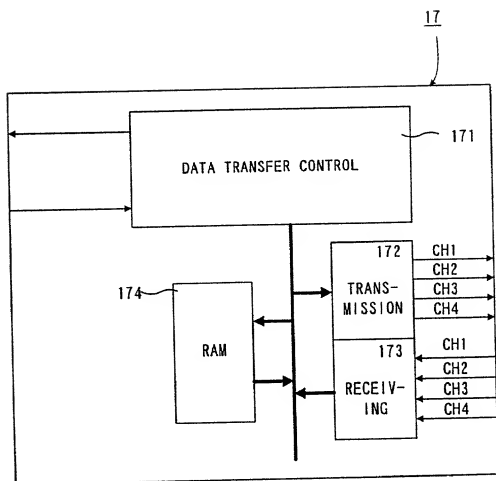 17
171
DATA TRANSFER CONTROL
172
TRANS-
MISSION
CH1
CH2
CH3
CH4
174
RAM
173
RECEIV-
ING
CH1
CH2
CH3
CH4